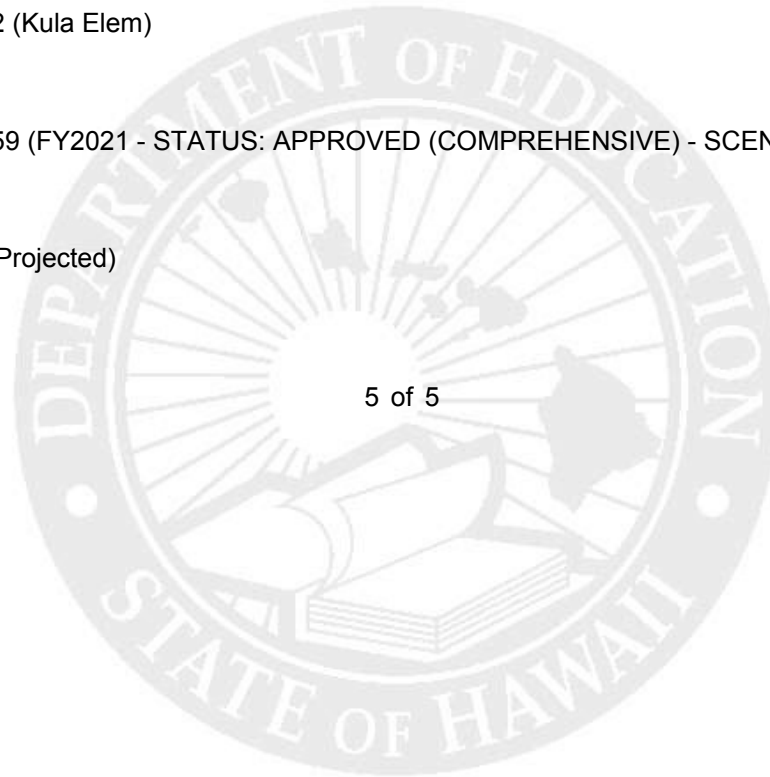 2 (Kula Elem)
59 (FY2021 - STATUS: APPROVED (COMPREHENSIVE) - SCEN
Projected)
5 of 5
DEPARTMENT OF EDUCATION
STATE OF HAWAII